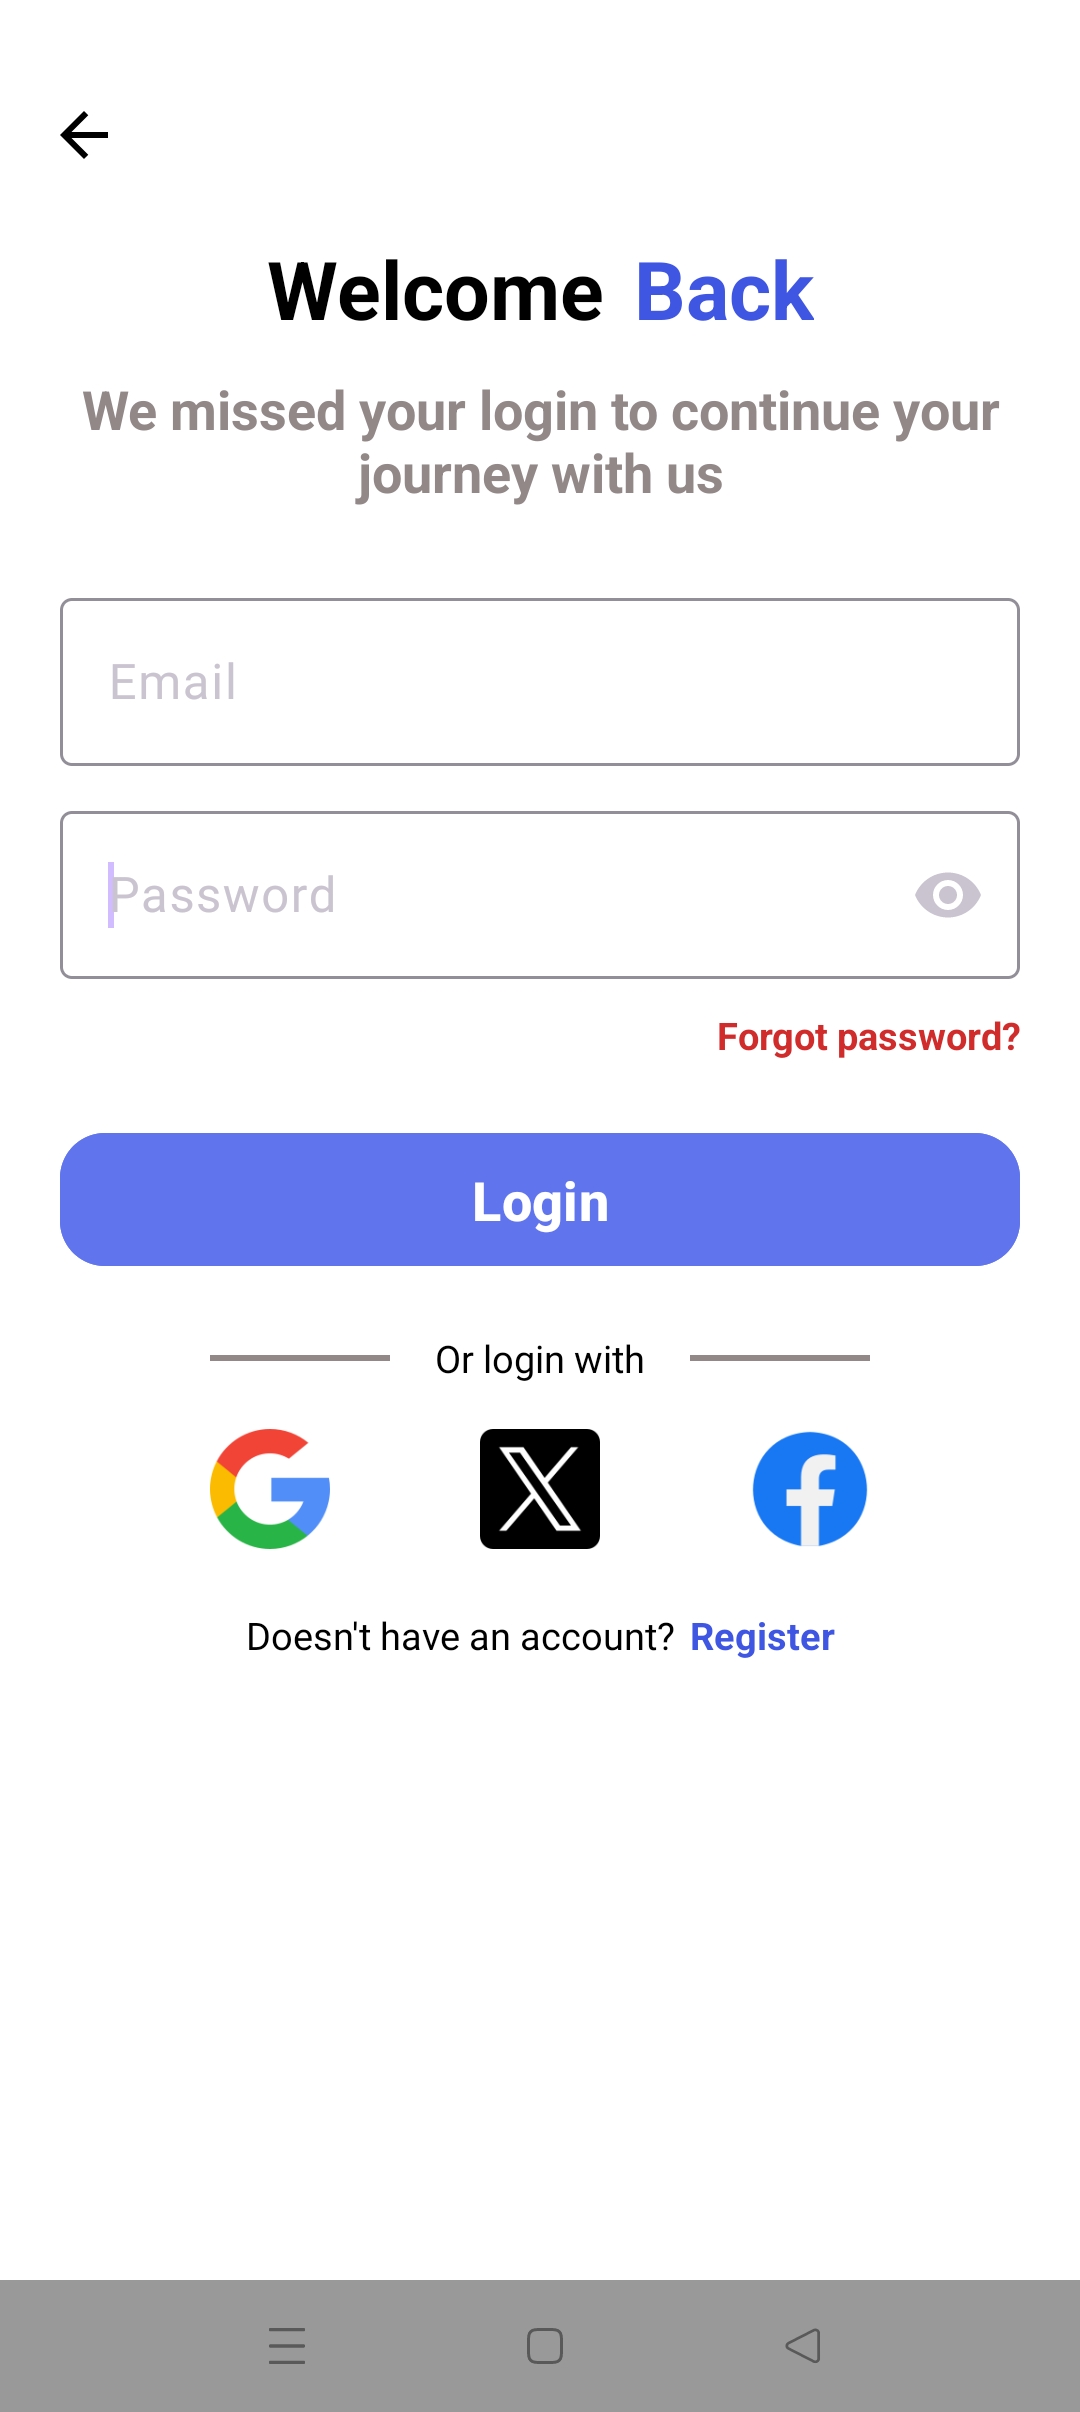 Welcome Back
We missed your login to continue your
journey with us
Email
Password
Forgot password?
Login
Or login with
Doesn't have an account? Register